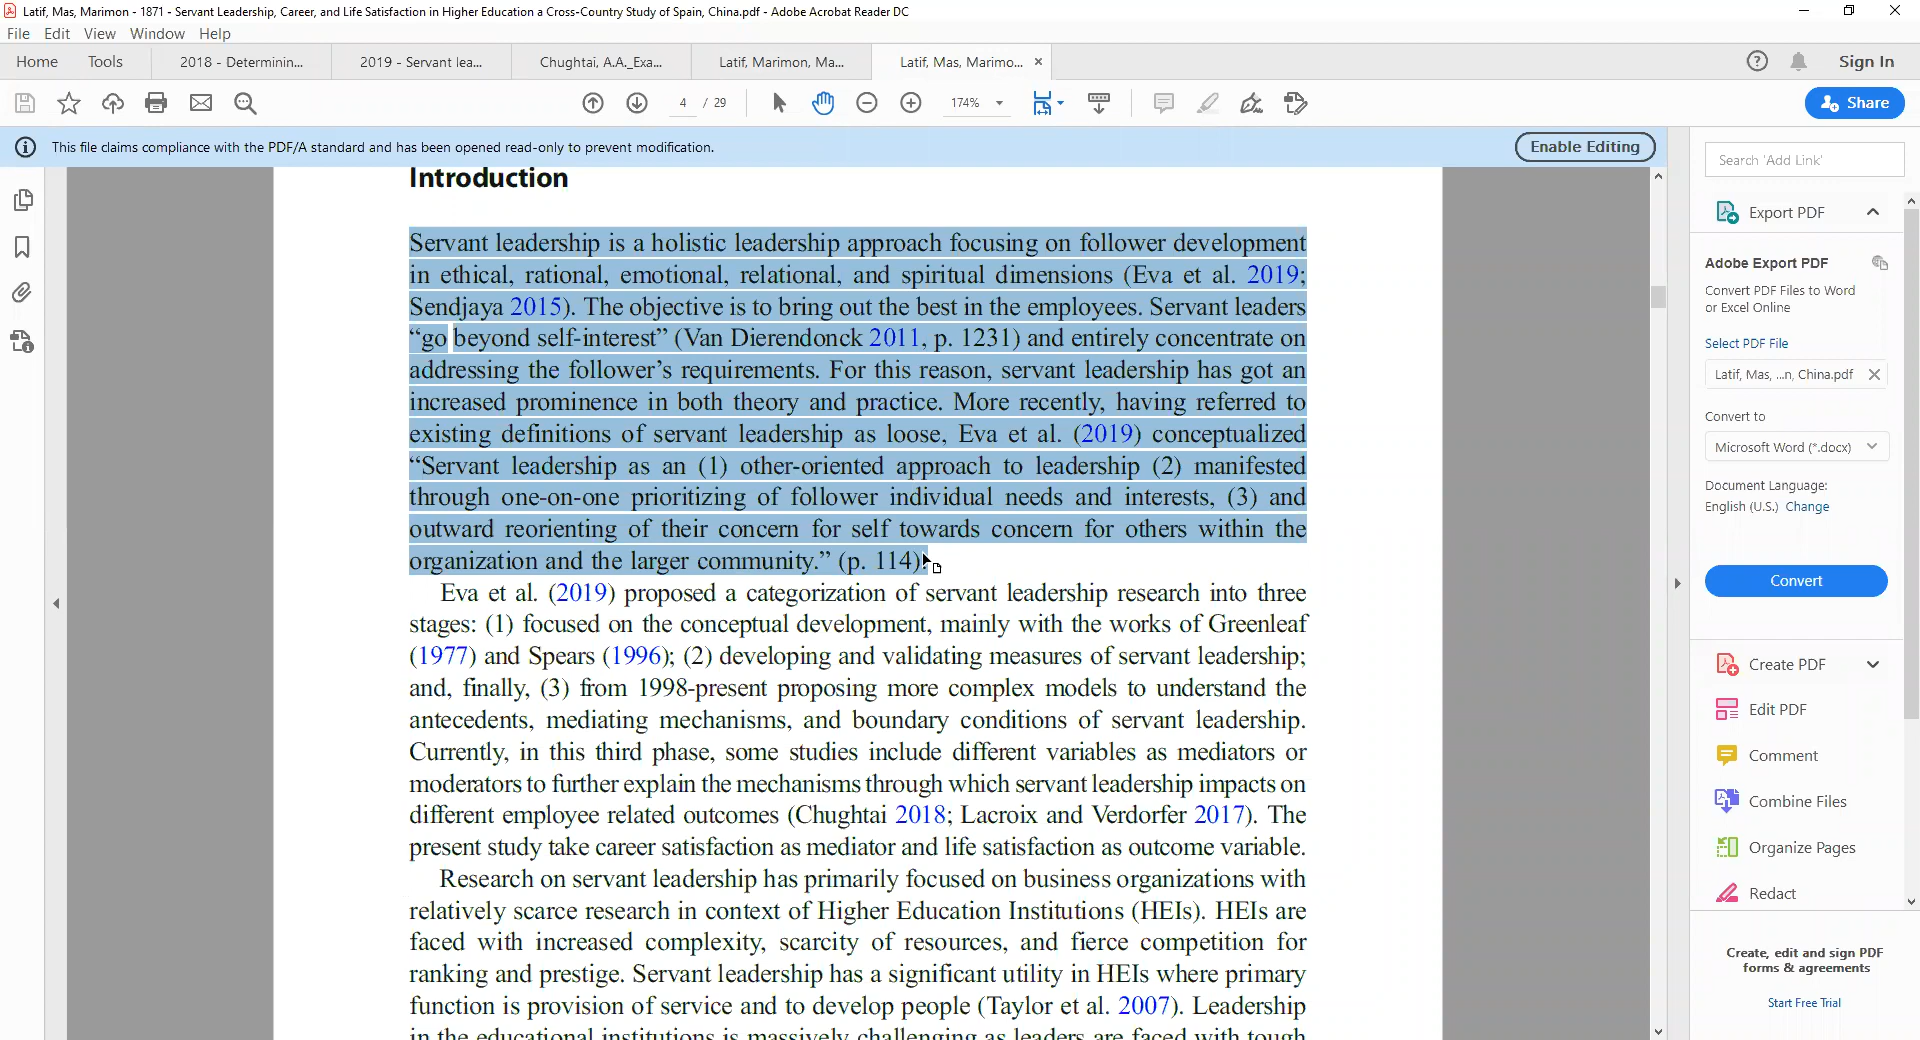 Latif, Mas, Marimon - 1871 - Servant Leadership, Career, and Life Satisfaction in Higher Education a Cross-Country Study of Spain, China.pdf - Adobe Acrobat Reader DC
File Edit View Window Help
Home Tools 2018 - Determinin... 2019 - Servant lea... Chughtai, A.A._Exa... Latif, Marimon, Ma... Latif, Mas, Marimo... × Sign In
4 / 29 174% Share
This file claims compliance with the PDF/A standard and has been opened read-only to prevent modification. Enable Editing
Introduction
Servant leadership is a holistic leadership approach focusing on follower development
in ethical, rational, emotional, relational, and spiritual dimensions (Eva et al. 2019;
Sendjaya 2015). The objective is to bring out the best in the employees. Servant leaders
“go beyond self-interest” (Van Dierendonck 2011, p. 1231) and entirely concentrate on
addressing the follower’s requirements. For this reason, servant leadership has got an
increased prominence in both theory and practice. More recently, having referred to
existing definitions of servant leadership as loose, Eva et al. (2019) conceptualized
“Servant leadership as an (1) other-oriented approach to leadership (2) manifested
through one-on-one prioritizing of follower individual needs and interests, (3) and
outward reorienting of their concern for self towards concern for others within the
organization and the larger community.” (p. 114).
Eva et al. (2019) proposed a categorization of servant leadership research into three
stages: (1) focused on the conceptual development, mainly with the works of Greenleaf
(1977) and Spears (1996); (2) developing and validating measures of servant leadership;
and, finally, (3) from 1998-present proposing more complex models to understand the
antecedents, mediating mechanisms, and boundary conditions of servant leadership.
Currently, in this third phase, some studies include different variables as mediators or
moderators to further explain the mechanisms through which servant leadership impacts on
different employee related outcomes (Chughtai 2018; Lacroix and Verdorfer 2017). The
present study take career satisfaction as mediator and life satisfaction as outcome variable.
Research on servant leadership has primarily focused on business organizations with
relatively scarce research in context of Higher Education Institutions (HEIs). HEIs are
faced with increased complexity, scarcity of resources, and fierce competition for
ranking and prestige. Servant leadership has a significant utility in HEIs where primary
function is provision of service and to develop people (Taylor et al. 2007). Leadership
in the educational institutions is massively challenging as leaders are faced with tough
Search 'Add Link'
Export PDF
Adobe Export PDF
Convert PDF Files to Word
or Excel Online
Select PDF File
Latif, Mas, ...n, China.pdf
Convert to
Microsoft Word (*.docx)
Document Language:
English (U.S.) Change
Convert
Create PDF
Edit PDF
Comment
Combine Files
Organize Pages
Redact
Create, edit and sign PDF
forms & agreements
Start Free Trial